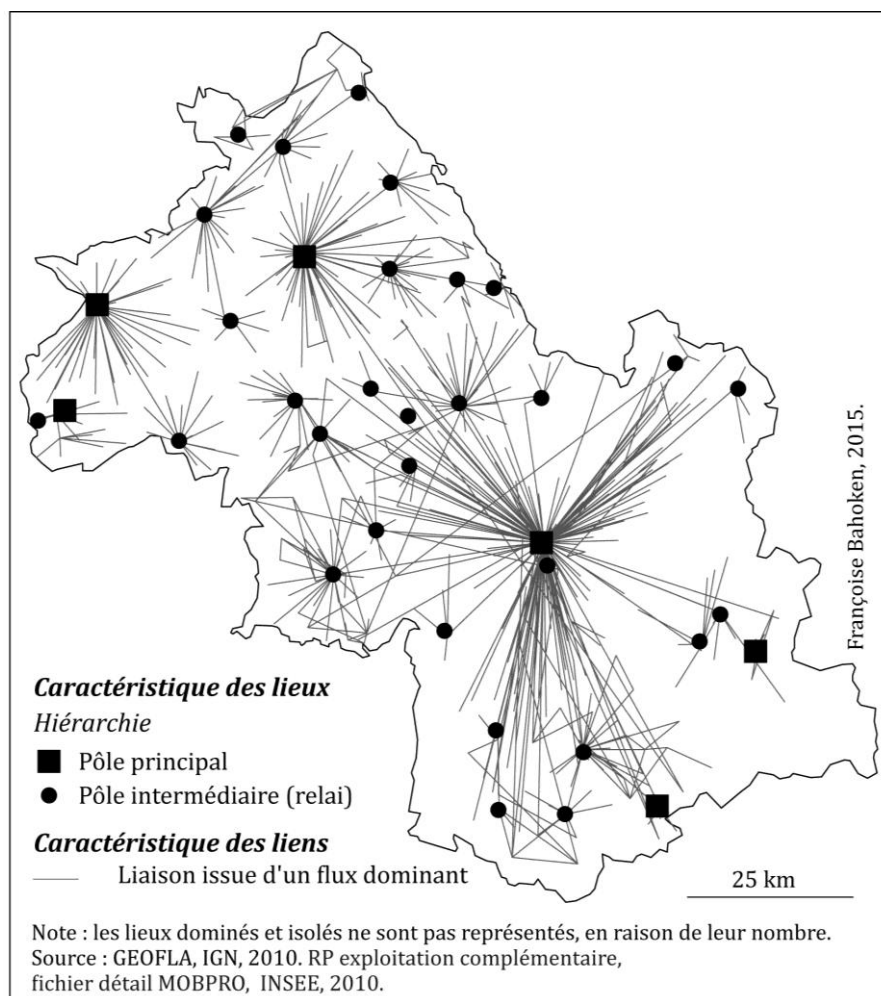 Françoise Bahoken, 2015.
Caractéristique des lieux
Hiérarchie
Pôle principal
Pôle intermédiaire (relai)
Caractéristique des liens
Liaison issue d'un flux dominant
25 km
Note : les lieux dominés et isolés ne sont pas représentés, en raison de leur nombre.
Source : GEOFLA, IGN, 2010. RP exploitation complémentaire,
fichier détail MOBPRO, INSEE, 2010.